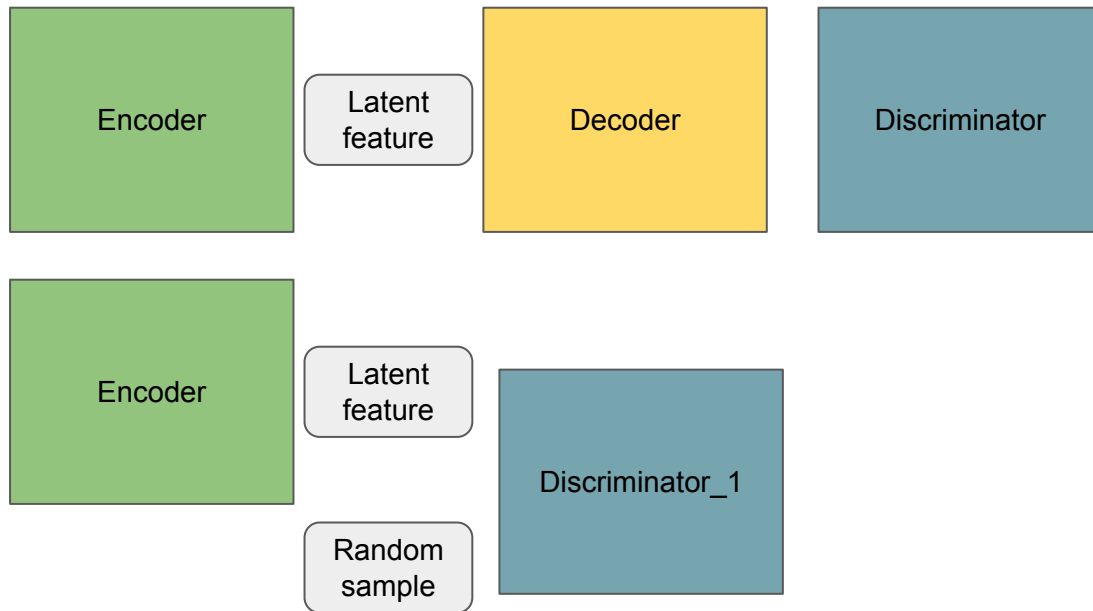 Encoder
Latent
feature
Decoder
Discriminator
Encoder
Latent
feature
Discriminator_1
Random
sample